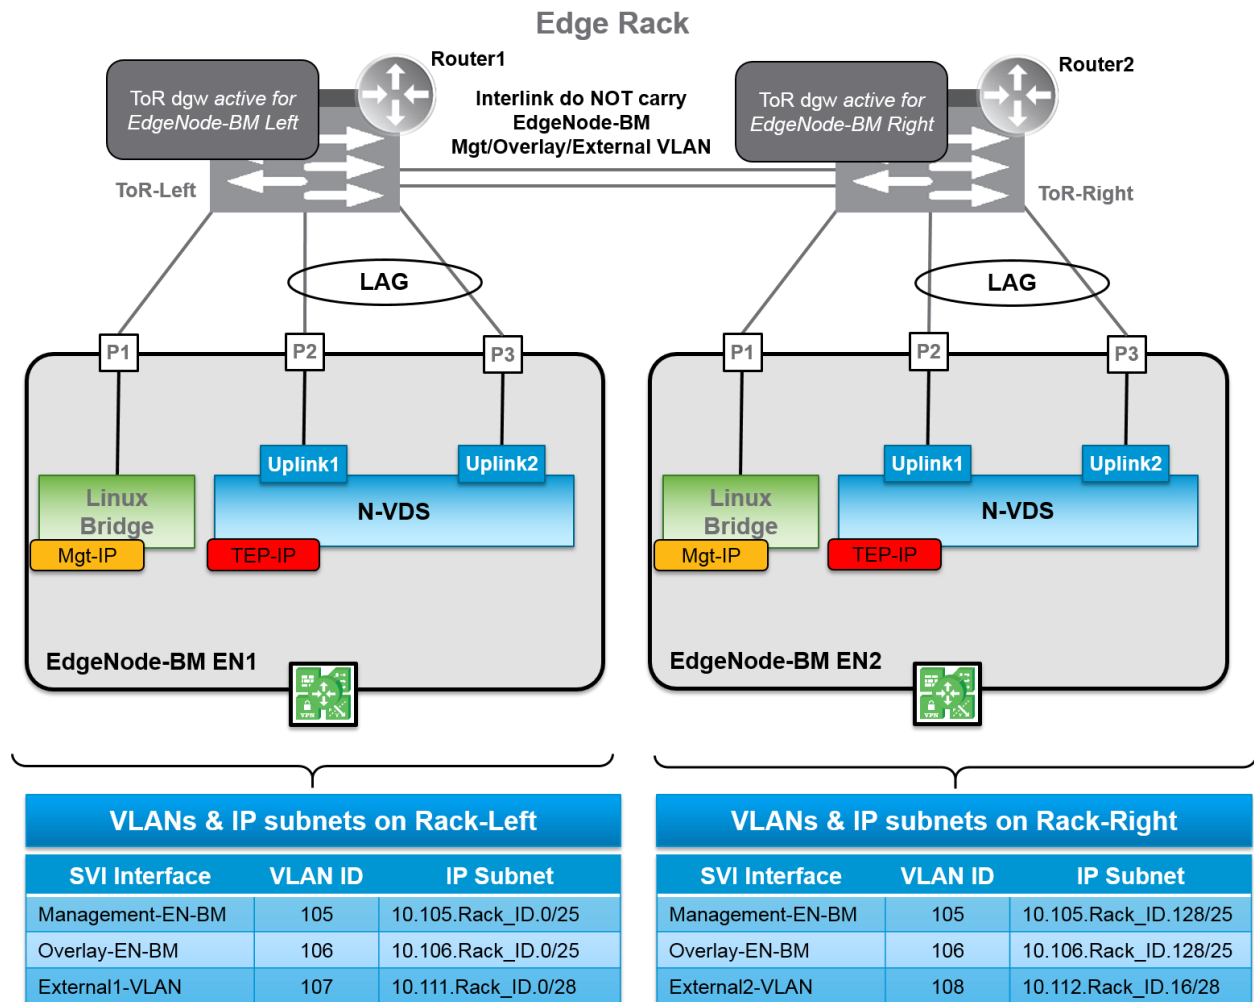 Edge Rack
ToR dgw active for
EdgeNode-BM Left
Router1
Interlink do NOT carry
EdgeNode-BM
Mgt/Overlay/External VLAN
ToR dgw active for
EdgeNode-BM Right
Router2
ToR-Left
ToR-Right
LAG
LAG
P1
P2
P3
P1
P2
P3
Uplink1
Uplink2
Uplink1
Uplink2
Linux
Bridge
N-VDS
Linux
Bridge
N-VDS
Mgt-IP
TEP-IP
Mgt-IP
TEP-IP
EdgeNode-BM EN1
EdgeNode-BM EN2
VPN
VPN
VLANs & IP subnets on Rack-Left
SVI Interface VLAN ID IP Subnet
Management-EN-BM 105 10.105.Rack_ID.0/25
Overlay-EN-BM 106 10.106.Rack_ID.0/25
External1-VLAN 107 10.111.Rack_ID.0/28
VLANs & IP subnets on Rack-Right
SVI Interface VLAN ID IP Subnet
Management-EN-BM 105 10.105.Rack_ID.128/25
Overlay-EN-BM 106 10.106.Rack_ID.128/25
External2-VLAN 108 10.112.Rack_ID.16/28